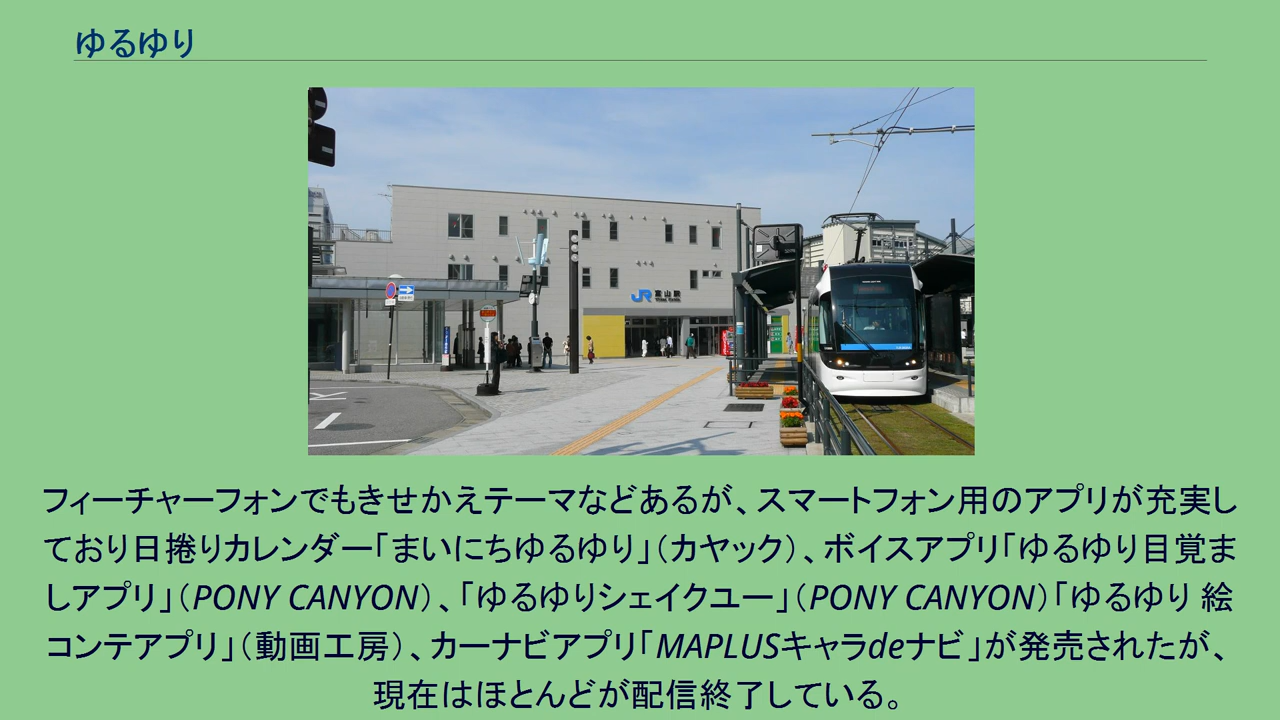 ゆるゆり
JR 富山駅
フィーチャーフォンでもきせかえテーマなどあるが、スマートフォン用のアプリが充実し
ており日捲りカレンダー「まいにちゆるゆり」（カヤック）、ボイスアプリ「ゆるゆり目覚ま
しアプリ」（PONY CANYON）、「ゆるゆりシェイクユー」（PONY CANYON）「ゆるゆり 絵
コンテアプリ」（動画工房）、カーナビアプリ「MAPLUSキャラdeナビ」が発売されたが、
現在はほとんどが配信終了している。